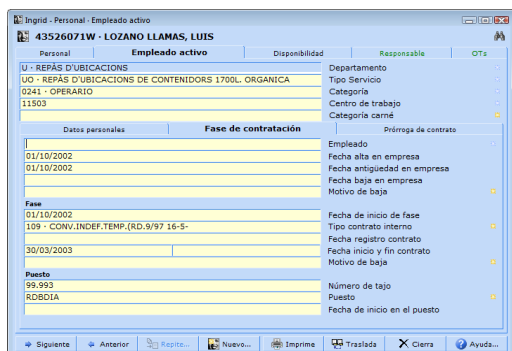 Ingrid - Personal - Empleado activo
43526071W - LOZANO LLAMAS, LUIS
Personal Empleado activo Disponibilidad Responsable OTs
U - REPÀS D'UBICACIONS Departamento
UO - REPÀS D'UBICACIONS DE CONTENIDORS 1700L. ORGANICA Tipo Servicio
0241 - OPERARIO Categoría
11503 Centro de trabajo
Categoría carné
Datos personales Fase de contratación Prórroga de contrato
Empleado
01/10/2002 Fecha alta en empresa
01/10/2002 Fecha antigüedad en empresa
Fecha baja en empresa
Motivo de baja
Fase
01/10/2002 Fecha de inicio de fase
109 - CONV.INDEF.TEMP.(RD.9/97 16-5- Tipo contrato interno
Fecha registro contrato
30/03/2003 Fecha inicio y fin contrato
Motivo de baja
Puesto
99.993 Número de tajo
RDBDIA Puesto
Fecha de inicio en el puesto
Siguiente Anterior Repite... Nuevo... Imprime Traslada Cierra Ayuda...